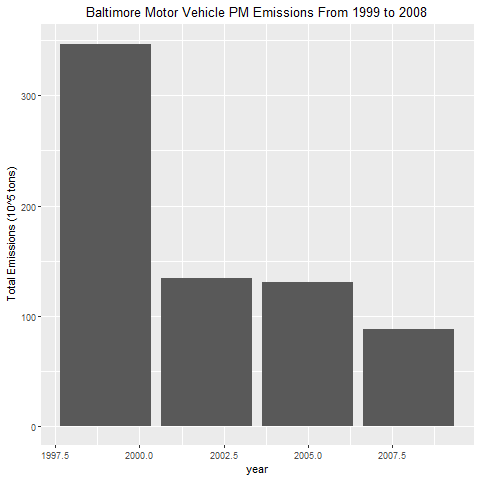 Baltimore Motor Vehicle PM Emissions From 1999 to 2008
Total Emissions (10^5 tons)
300
200
100
0
1997.5 2000.0 2002.5 2005.0 2007.5
year